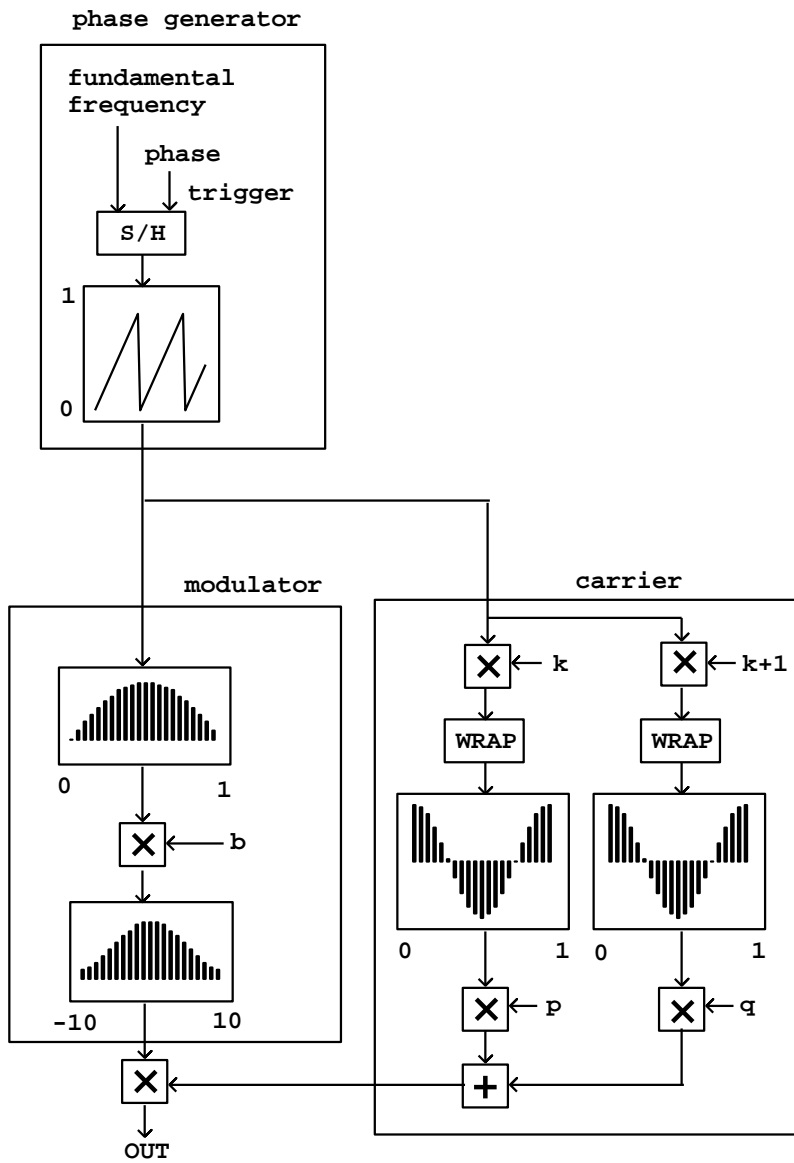 phase generator
fundamental
frequency
phase
trigger
S/H
1
0
modulator
carrier
k
k+1
WRAP
WRAP
0
1
b
0
1
0
1
-10
10
p
q
+
OUT